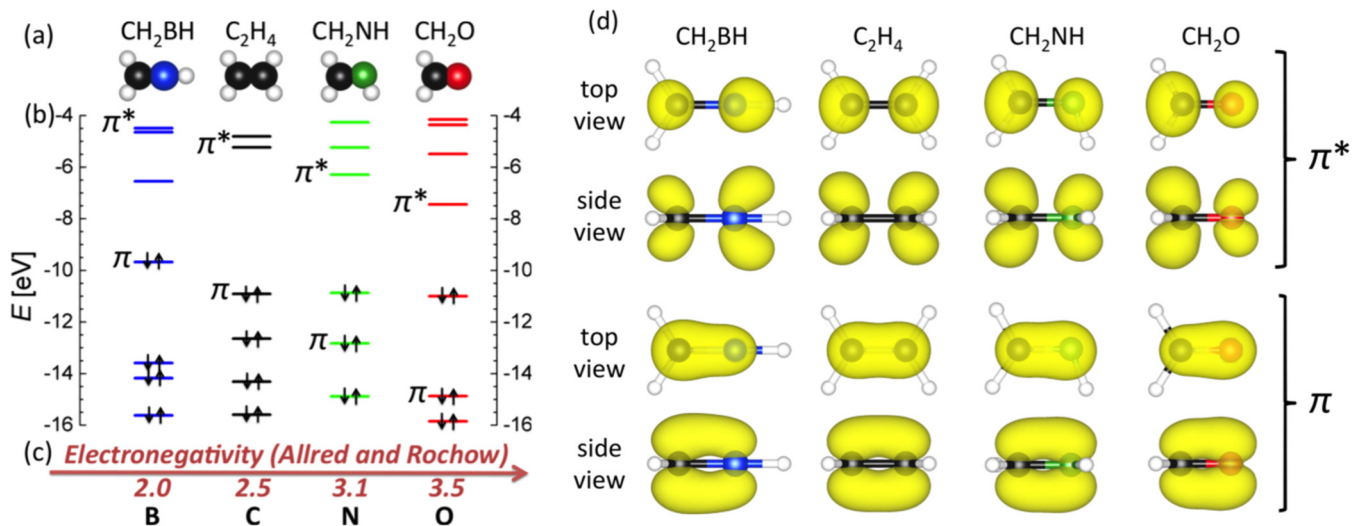 (a)
CH2BH C2H4 CH2NH CH2O
(b)
E [eV]
-4 -4
-6 -6
-8 -8
-10 -10
-12 -12
-14 -14
-16 -16
π* π* π* π*
π π π π
(c) Electronegativity (Allred and Rochow)
2.0 2.5 3.1 3.5
B C N O
(d)
CH2BH C2H4 CH2NH CH2O
top
view
side
view
π*
top
view
side
view
π